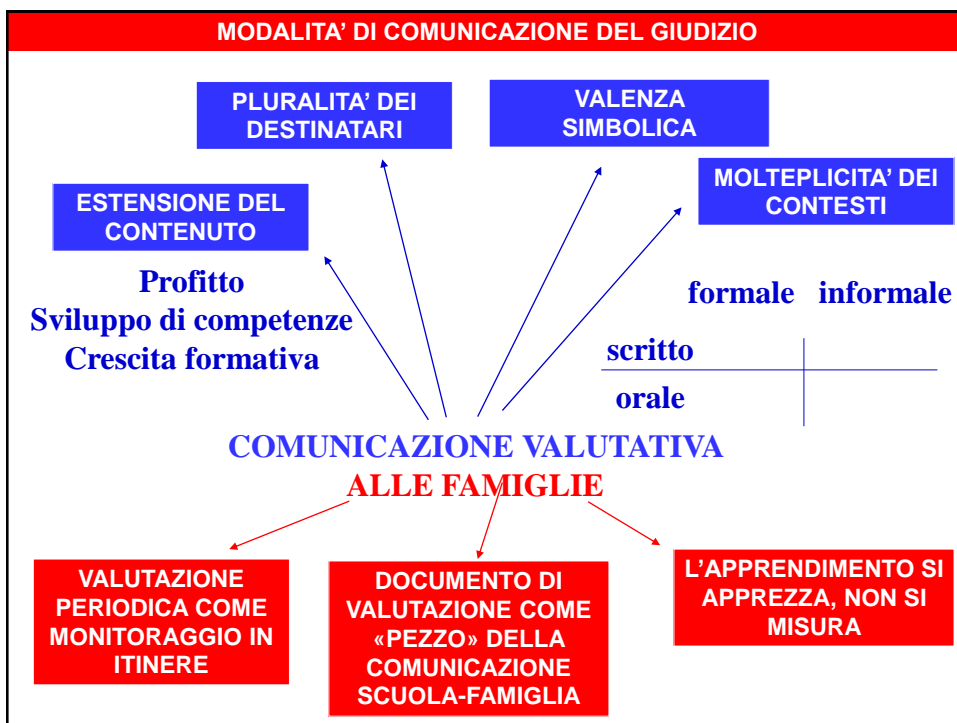 MODALITA’ DI COMUNICAZIONE DEL GIUDIZIO
PLURALITA’ DEI
DESTINATARI
VALENZA
SIMBOLICA
ESTENSIONE DEL
CONTENUTO
MOLTEPLICITA’ DEI
CONTESTI
Profitto
Sviluppo di competenze
Crescita formativa
formale informale
scritto
orale
COMUNICAZIONE VALUTATIVA
ALLE FAMIGLIE
VALUTAZIONE
PERIODICA COME
MONITORAGGIO IN
ITINERE
DOCUMENTO DI
VALUTAZIONE COME
«PEZZO» DELLA
COMUNICAZIONE
SCUOLA-FAMIGLIA
L’APPRENDIMENTO SI
APPREZZA, NON SI
MISURA